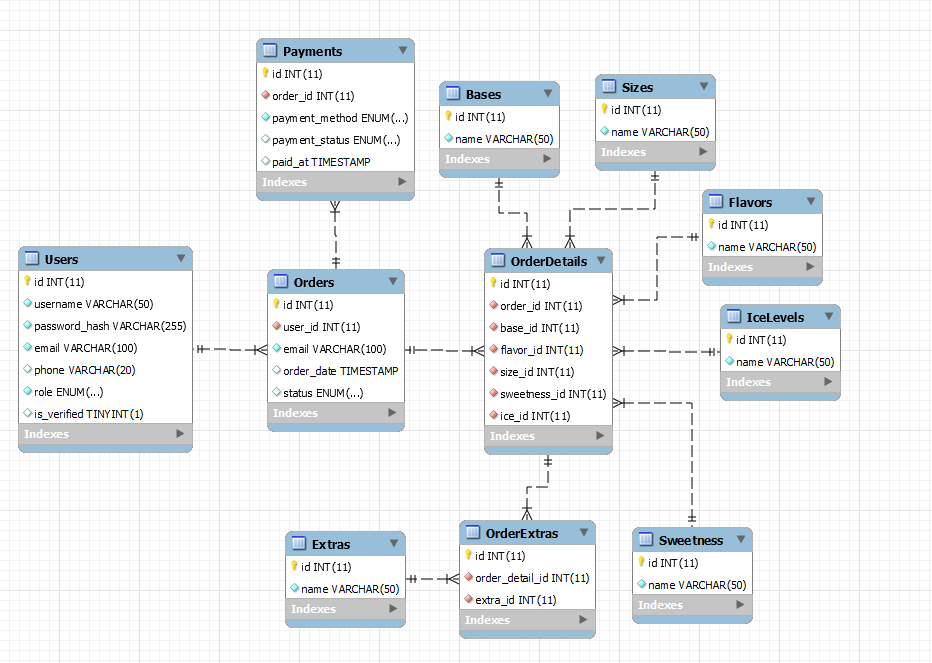 Payments
id INT(11)
order_id INT(11)
payment_method ENUM(...)
payment_status ENUM(...)
paid_at TIMESTAMP
Indexes
Bases
id INT(11)
name VARCHAR(50)
Indexes
Sizes
id INT(11)
name VARCHAR(50)
Indexes
Flavors
id INT(11)
name VARCHAR(50)
Indexes
Users
id INT(11)
username VARCHAR(50)
password_hash VARCHAR(255)
email VARCHAR(100)
phone VARCHAR(20)
role ENUM(...)
is_verified TINYINT(1)
Indexes
Orders
id INT(11)
user_id INT(11)
email VARCHAR(100)
order_date TIMESTAMP
status ENUM(...)
Indexes
OrderDetails
id INT(11)
order_id INT(11)
base_id INT(11)
flavor_id INT(11)
size_id INT(11)
sweetness_id INT(11)
ice_id INT(11)
Indexes
IceLevels
id INT(11)
name VARCHAR(50)
Indexes
Extras
id INT(11)
name VARCHAR(50)
Indexes
OrderExtras
id INT(11)
order_detail_id INT(11)
extra_id INT(11)
Indexes
Sweetness
id INT(11)
name VARCHAR(50)
Indexes